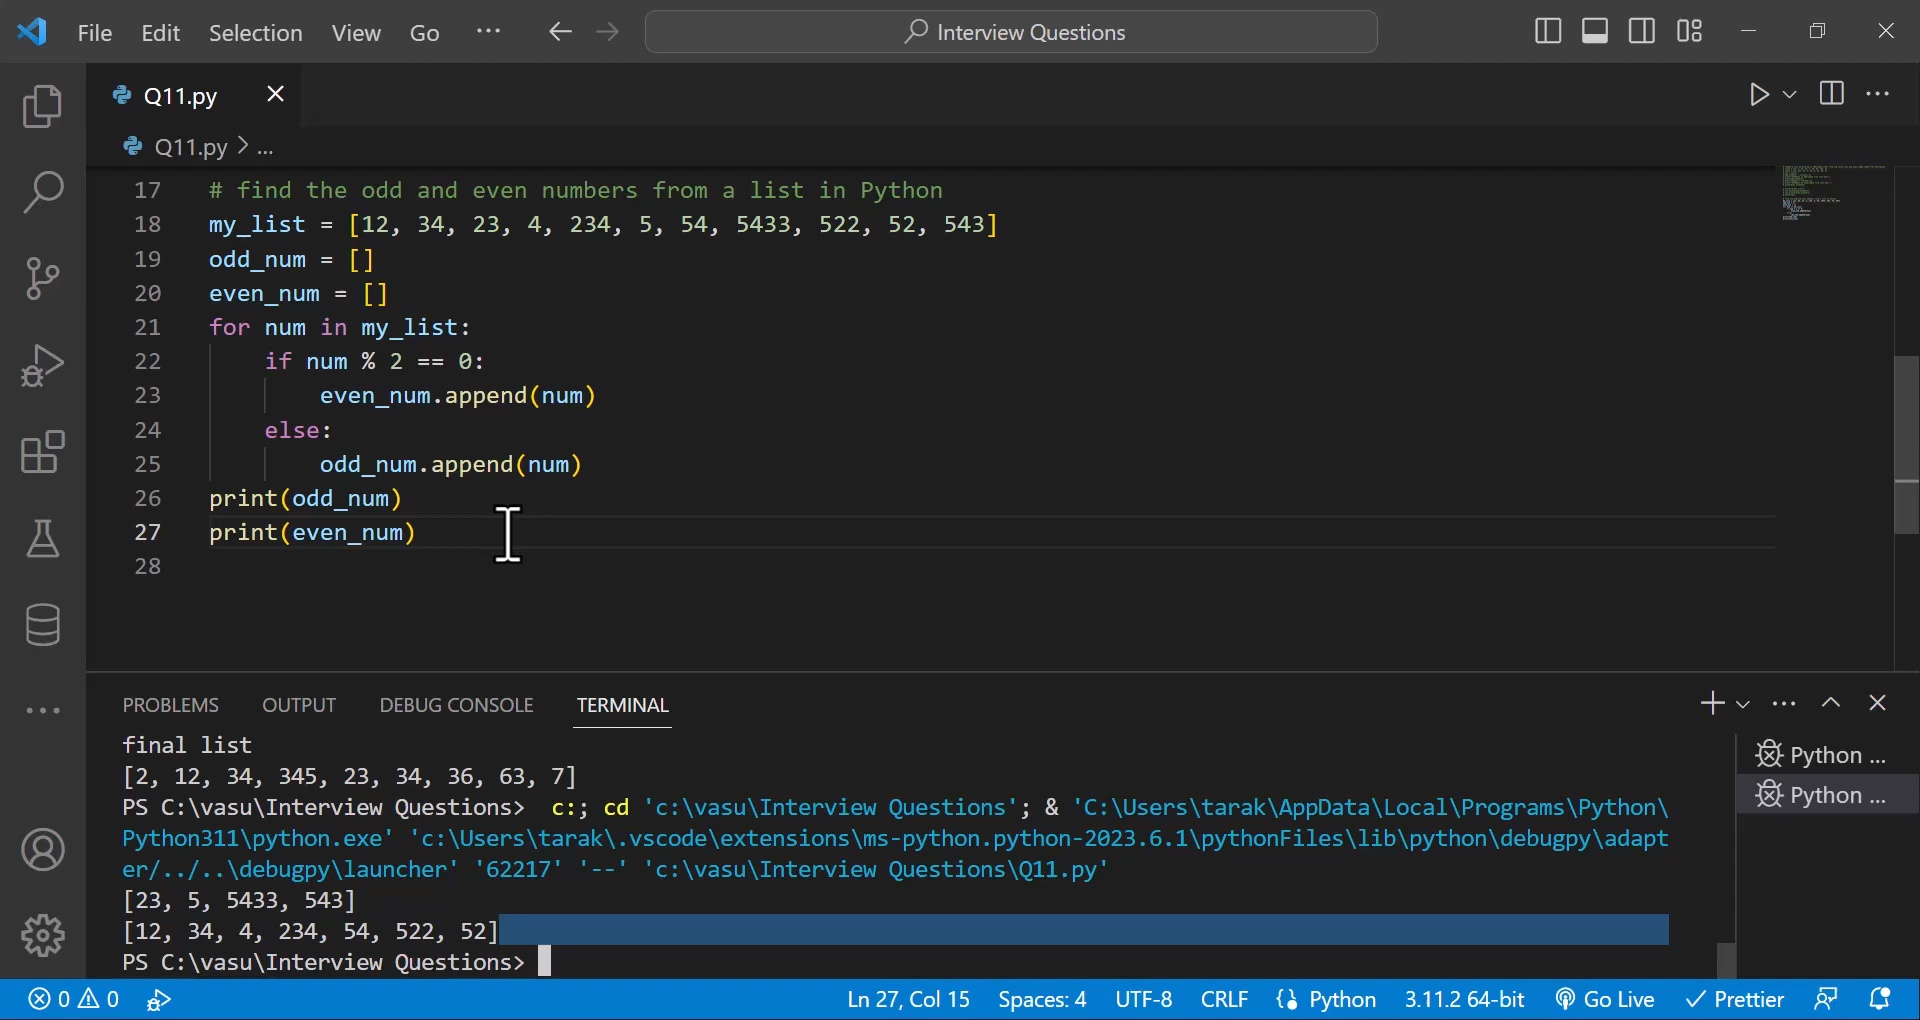 File Edit Selection View Go ··· Interview Questions
Q11.py
Q11.py > ...
17 # find the odd and even numbers from a list in Python
18 my_list = [12, 34, 23, 4, 234, 5, 54, 5433, 522, 52, 543]
19 odd_num = []
20 even_num = []
21 for num in my_list:
22     if num % 2 == 0:
23         even_num.append(num)
24     else:
25         odd_num.append(num)
26 print(odd_num)
27 print(even_num)
28
PROBLEMS OUTPUT DEBUG CONSOLE TERMINAL
final list
[2, 12, 34, 345, 23, 34, 36, 63, 7]
PS C:\vasu\Interview Questions>  c:; cd 'c:\vasu\Interview Questions'; & 'C:\Users\tarak\AppData\Local\Programs\Python\
Python311\python.exe' 'c:\Users\tarak\.vscode\extensions\ms-python.python-2023.6.1\pythonFiles\lib\python\debugpy\adapt
er/../..\debugpy\launcher' '62217' '--' 'c:\vasu\Interview Questions\Q11.py'
[23, 5, 5433, 543]
[12, 34, 4, 234, 54, 522, 52]
PS C:\vasu\Interview Questions>
Python ...
Python ...
0 0 Ln 27, Col 15 Spaces: 4 UTF-8 CRLF Python 3.11.2 64-bit Go Live Prettier